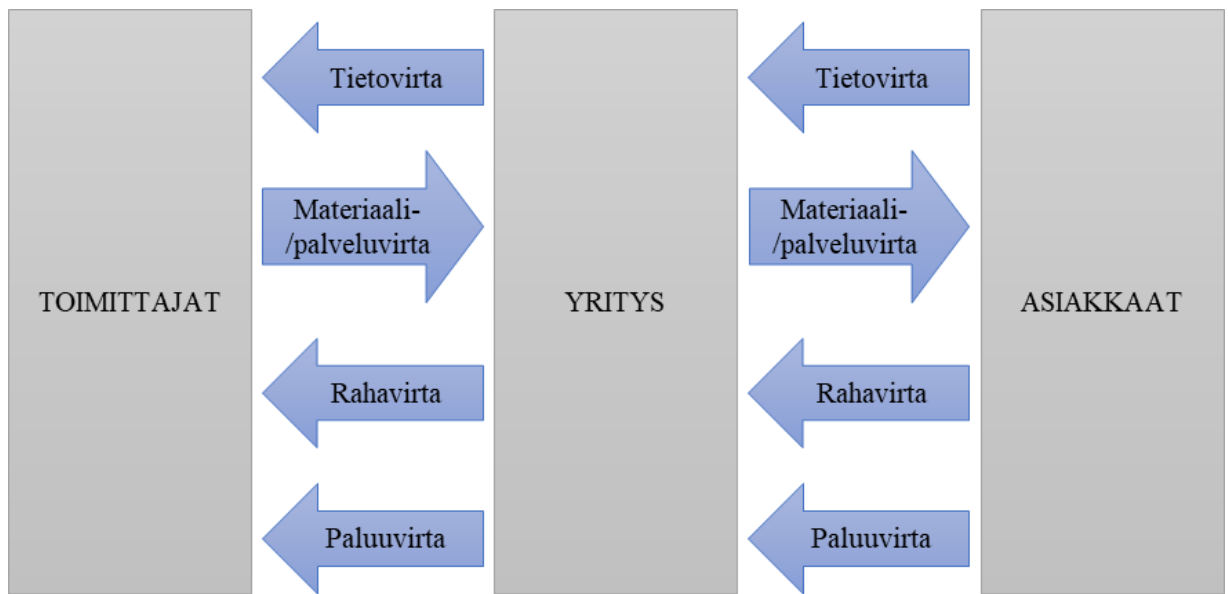 Tietovirta
Tietovirta
Materiaali-
/palveluvirta
Materiaali-
/palveluvirta
TOIMITTAJAT
YRITYS
ASIAKKAAT
Rahavirta
Rahavirta
Paluuvirta
Paluuvirta